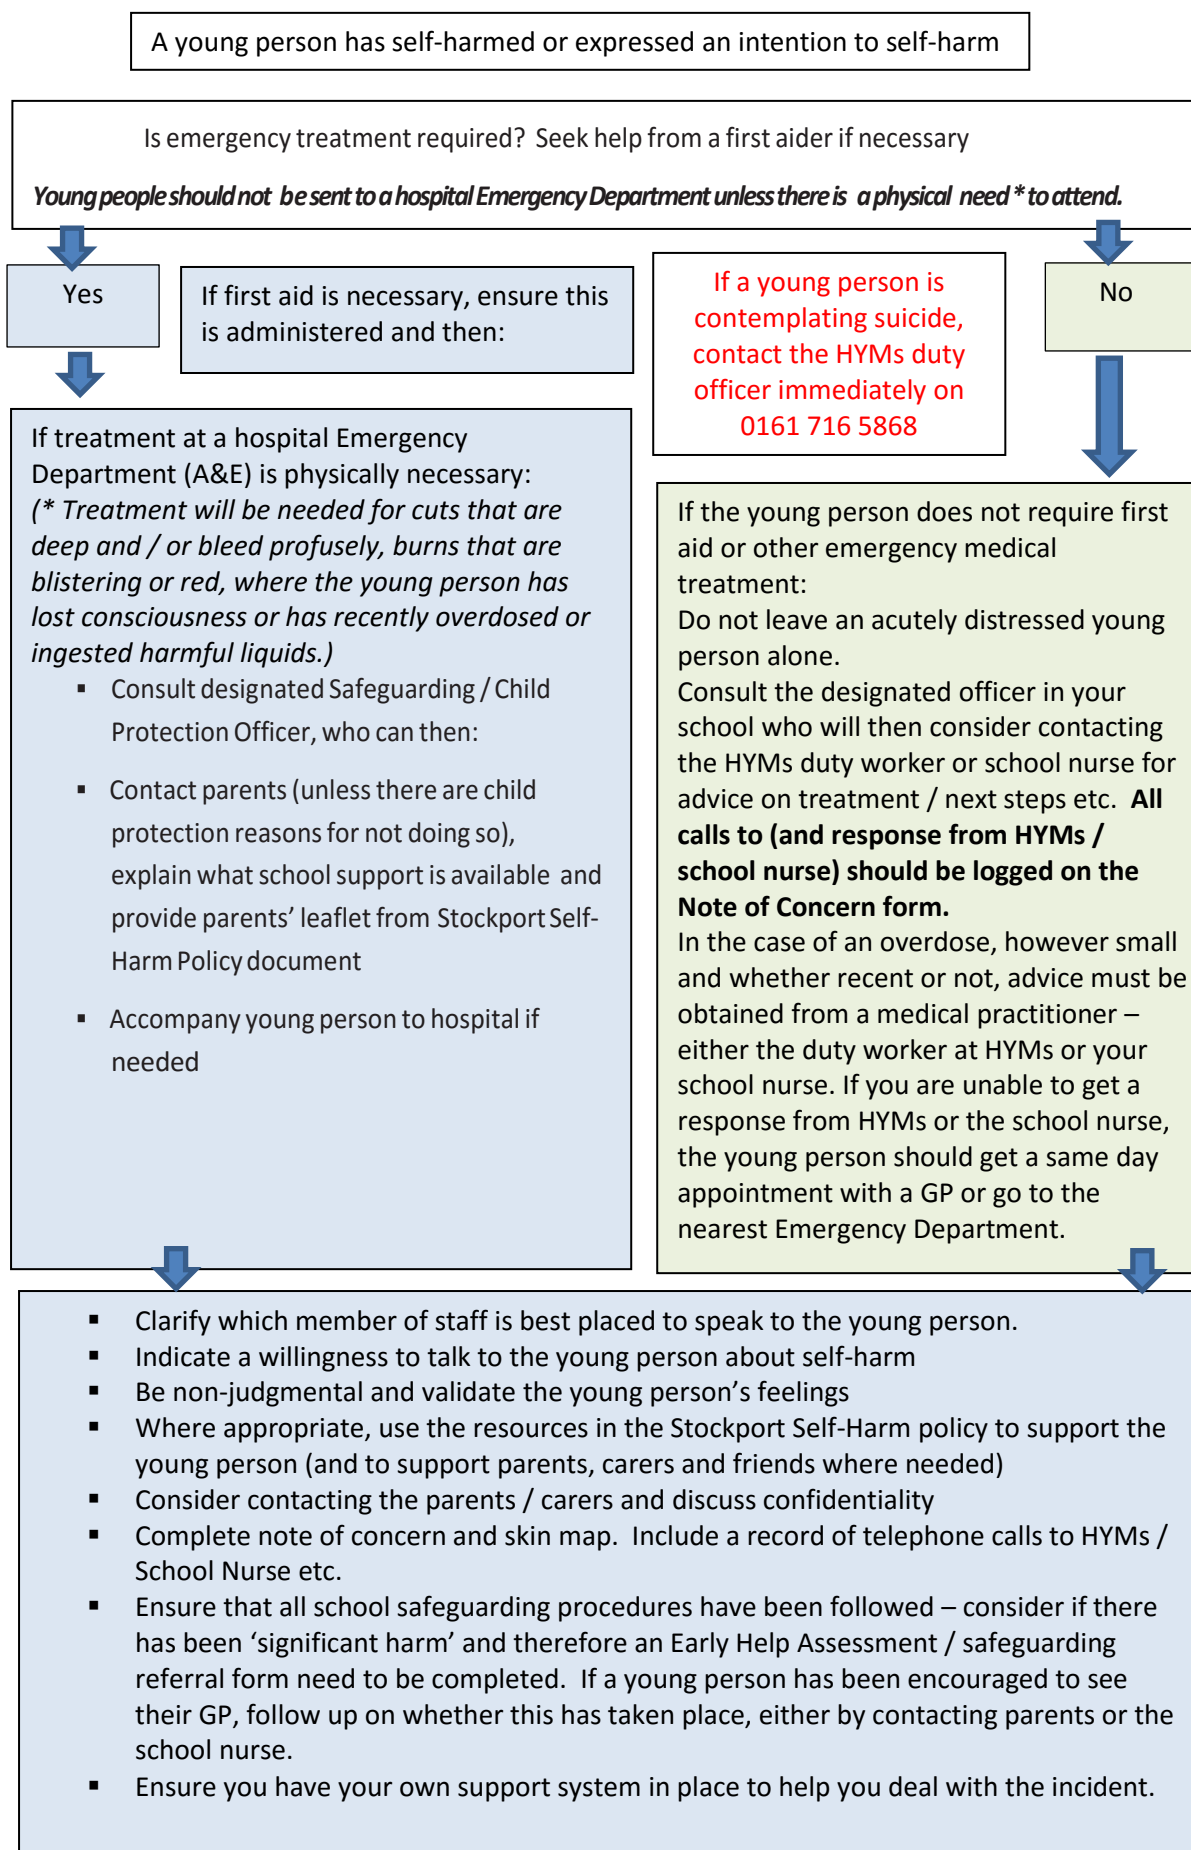 A young person has self-harmed or expressed an intention to self-harm
Is emergency treatment required? Seek help from a first aider if necessary
Young people should not be sent to a hospital Emergency Department unless there is a physical need * to attend.
Yes
If first aid is necessary, ensure this
is administered and then:
If a young person is
contemplating suicide,
contact the HYMs duty
officer immediately on
0161 716 5868
No
If treatment at a hospital Emergency
Department (A&E) is physically necessary:
(* Treatment will be needed for cuts that are
deep and / or bleed profusely, burns that are
blistering or red, where the young person has
lost consciousness or has recently overdosed or
ingested harmful liquids.)
▪ Consult designated Safeguarding / Child
Protection Officer, who can then:
▪ Contact parents (unless there are child
protection reasons for not doing so),
explain what school support is available and
provide parents’ leaflet from Stockport Self-
Harm Policy document
▪ Accompany young person to hospital if
needed
If the young person does not require first
aid or other emergency medical
treatment:
Do not leave an acutely distressed young
person alone.
Consult the designated officer in your
school who will then consider contacting
the HYMs duty worker or school nurse for
advice on treatment / next steps etc. All
calls to (and response from HYMs /
school nurse) should be logged on the
Note of Concern form.
In the case of an overdose, however small
and whether recent or not, advice must be
obtained from a medical practitioner –
either the duty worker at HYMs or your
school nurse. If you are unable to get a
response from HYMs or the school nurse,
the young person should get a same day
appointment with a GP or go to the
nearest Emergency Department.
▪ Clarify which member of staff is best placed to speak to the young person.
▪ Indicate a willingness to talk to the young person about self-harm
▪ Be non-judgmental and validate the young person’s feelings
▪ Where appropriate, use the resources in the Stockport Self-Harm policy to support the
young person (and to support parents, carers and friends where needed)
▪ Consider contacting the parents / carers and discuss confidentiality
▪ Complete note of concern and skin map. Include a record of telephone calls to HYMs /
School Nurse etc.
▪ Ensure that all school safeguarding procedures have been followed – consider if there
has been ‘significant harm’ and therefore an Early Help Assessment / safeguarding
referral form need to be completed. If a young person has been encouraged to see
their GP, follow up on whether this has taken place, either by contacting parents or the
school nurse.
▪ Ensure you have your own support system in place to help you deal with the incident.